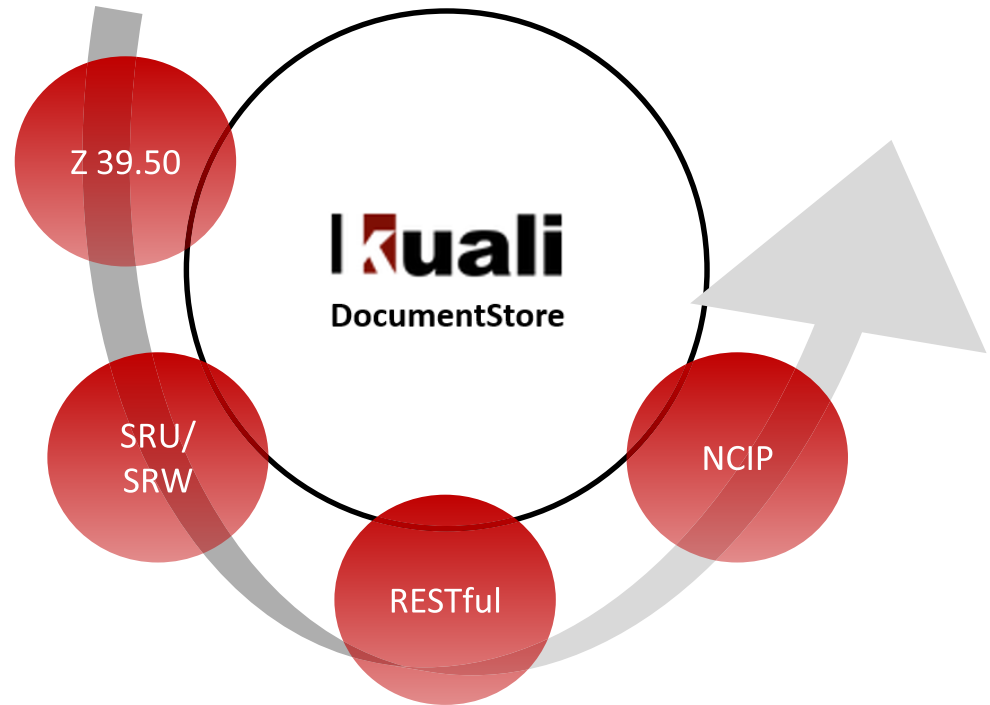 Z 39.50
kuali
DocumentStore
SRU/
SRW
NCIP
RESTful